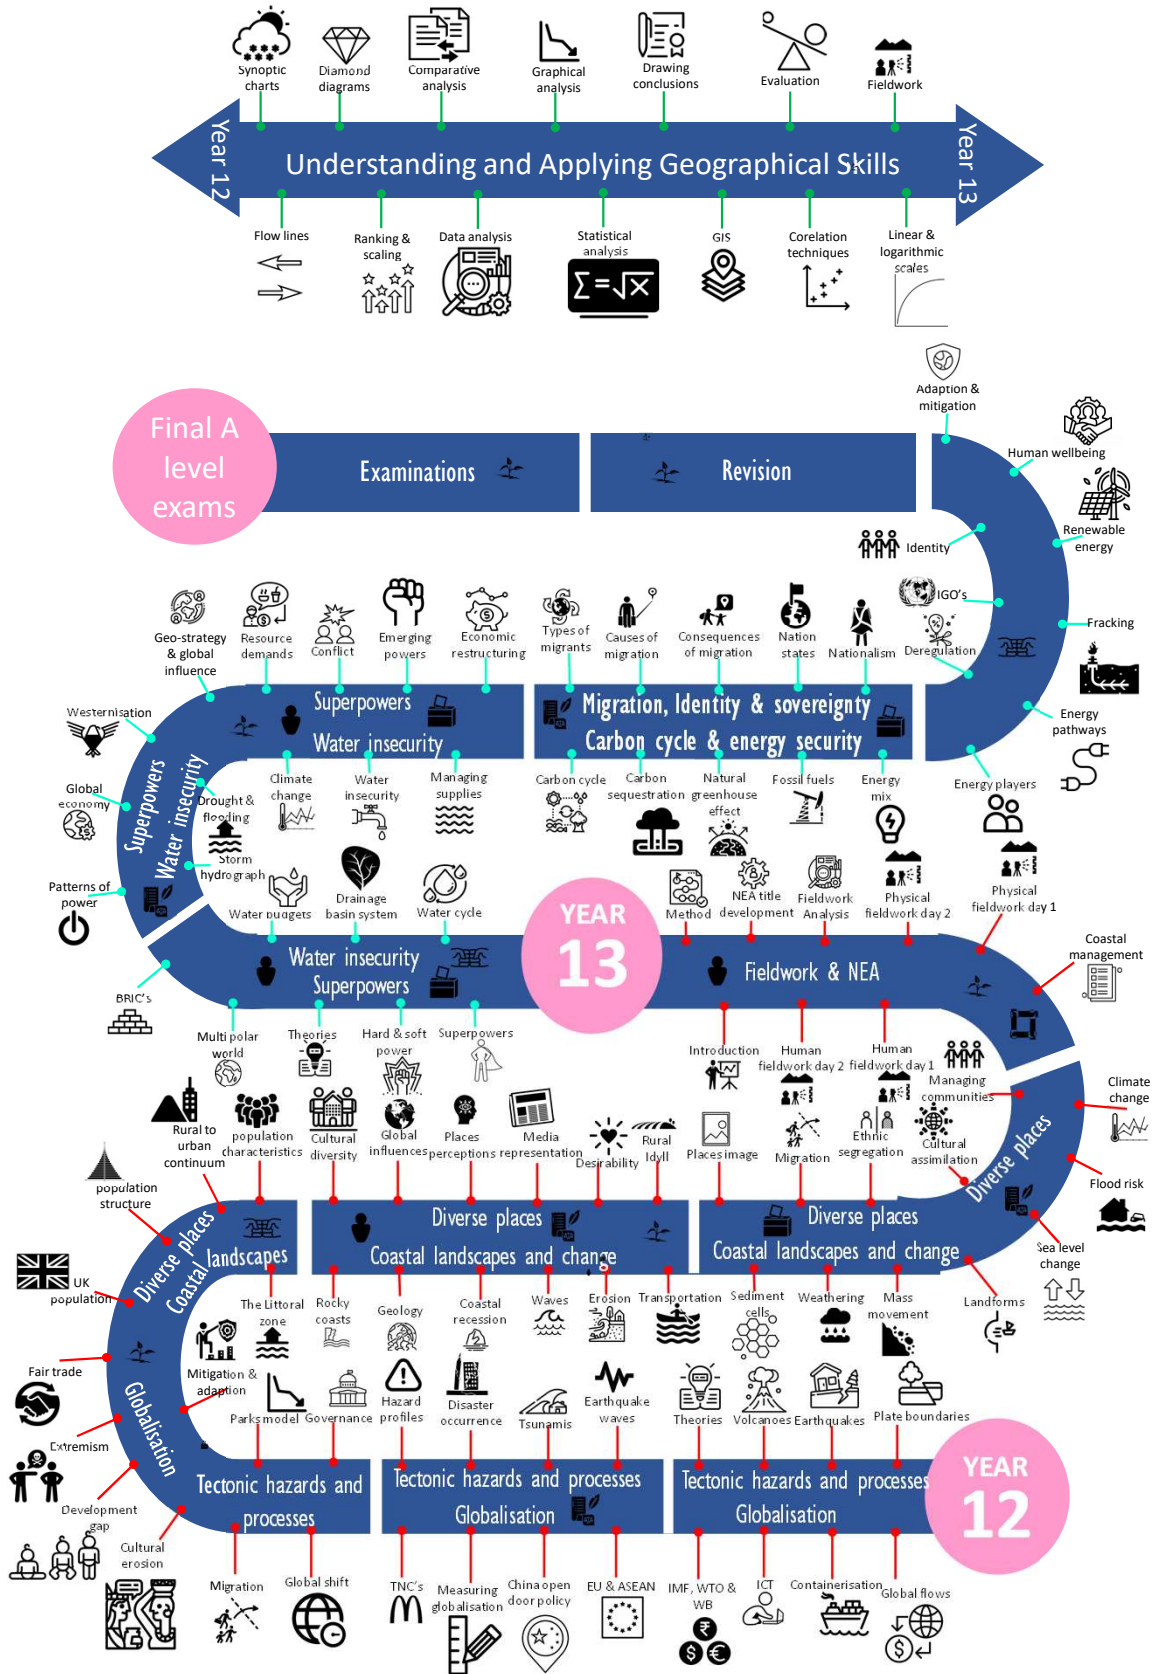 Synoptic
charts
Diamond
diagrams
Comparative
analysis
Graphical
analysis
Drawing
conclusions
Evaluation
Fieldwork
Year 12
Understanding and Applying Geographical Skills
Year 13
Flow lines
Ranking &
scaling
Data analysis
Statistical
analysis
Σ=√x
GIS
Corelation
techniques
Linear &
logarithmic
scales
Adaption &
mitigation
Final A
level
exams
Examinations
Revision
Human wellbeing
Renewable
energy
Identity
IGO's
Fracking
Deregulation
Energy
pathways
Energy players
Geo-strategy
& global
influence
Resource
demands
Conflict
Emerging
powers
Economic
restructuring
Types of
migrants
Causes of
migration
Consequences
of migration
Nation
states
Nationalism
Superpowers
Water insecurity
Migration, Identity & sovereignty
Carbon cycle & energy security
Westernisation
Global
economy
Patterns of
power
Superpowers
Water insecurity
Drought &
flooding
Storm
hydrograph
Climate
change
Water
insecurity
Managing
supplies
Carbon cycle
Carbon
sequestration
Natural
greenhouse
effect
Fossil fuels
Energy
mix
Water budgets
Drainage
basin system
Water cycle
Method
NEA title
development
Fieldwork
Analysis
Physical
fieldwork day 2
Physical
fieldwork day 1
Coastal
management
Water insecurity
Superpowers
YEAR
13
Fieldwork & NEA
BRIC's
Multi polar
world
Theories
Hard & soft
power
Superpowers
Introduction
Human
fieldwork day 2
Human
fieldwork day 1
Managing
communities
Climate
change
Rural to
urban
continuum
population
characteristics
Cultural
diversity
Global
influences
Places
perceptions
Media
representation
Desirability
Rural
Idyll
Places image
Migration
Ethnic
segregation
Cultural
assimilation
Diverse places
Flood risk
Sea level
change
Landforms
population
structure
UK
population
Diverse places
Coastal landscapes
Diverse places
Coastal landscapes and change
Diverse places
Coastal landscapes and change
The Littoral
zone
Rocky
coasts
Geology
Coastal
recession
Waves
Erosion
Transportation
Sediment
cells
Weathering
Mass
movement
Fair trade
Extremism
Development
gap
Cultural
erosion
Globalisation
Mitigation &
adaption
Parks model
Governance
Hazard
profiles
Disaster
occurrence
Tsunamis
Earthquake
waves
Theories
Volcanoes
Earthquakes
Plate boundaries
Tectonic hazards and
processes
Tectonic hazards and processes
Globalisation
Tectonic hazards and processes
Globalisation
YEAR
12
Migration
Global shift
TNC's
Measuring
globalisation
China open
door policy
EU & ASEAN
IMF, WTO &
WB
ICT
Containerisation
Global flows